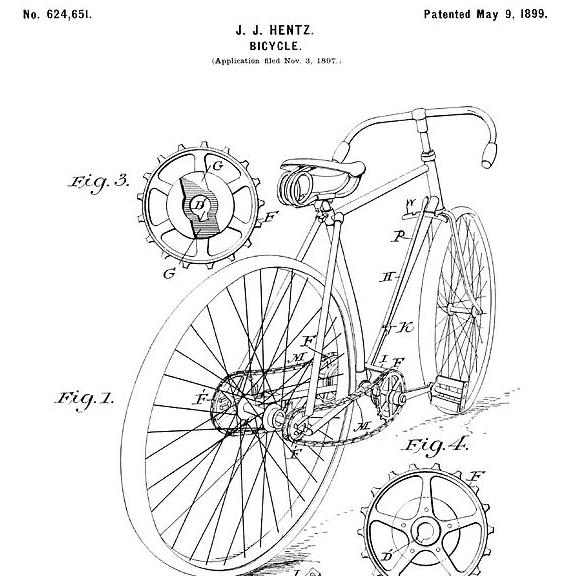 No. 624,651.
Patented May 9, 1899.
J. J. HENTZ.
BICYCLE.
(Application filed Nov. 3, 1897.)
Fig. 3.
G
B
F
G
W
P
H
K
F
M
I
F
Fig. 1.
F
F
M
F
Fig. 4.
F
D